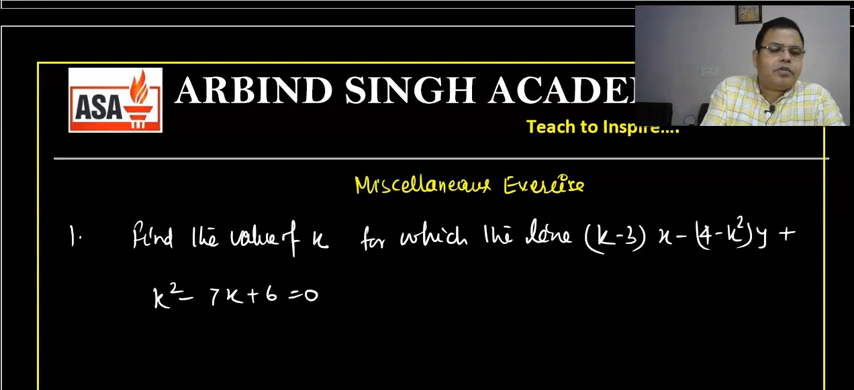 ASA
ARBIND SINGH ACADE
Teach to Inspire....
Miscellaneous Exercise
1. Find the value of k for which the line (k-3) x - (4-k²)y +
k² - 7k + 6 = 0